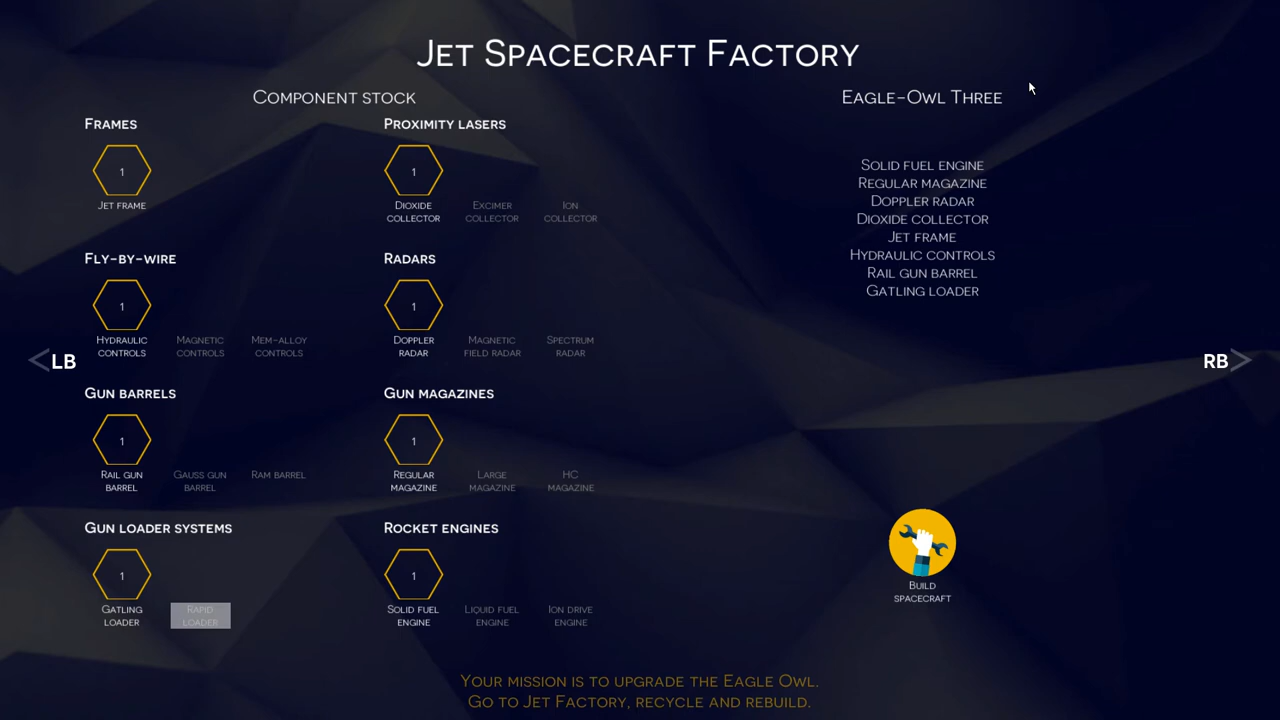 Jet Spacecraft Factory
Component stock
Eagle-Owl Three
Frames
Proximity lasers
1
1
Jet frame
Dioxide
collector
Excimer
collector
Ion
collector
Fly-by-wire
Radars
1
1
Hydraulic
controls
Magnetic
controls
Mem-alloy
controls
Doppler
radar
Magnetic
field radar
Spectrum
radar
Gun barrels
Gun magazines
1
1
Rail gun
barrel
Gauss gun
barrel
Ram barrel
Regular
magazine
Large
magazine
HC
magazine
Gun loader systems
Rocket engines
1
1
Gatling
loader
Rapid
loader
Solid fuel
engine
Liquid fuel
engine
Ion drive
engine
Solid fuel engine
Regular magazine
Doppler radar
Dioxide collector
Jet frame
Hydraulic controls
Rail gun barrel
Gatling loader
LB
RB
Build
spacecraft
Your mission is to upgrade the Eagle Owl.
Go to Jet Factory, recycle and rebuild.